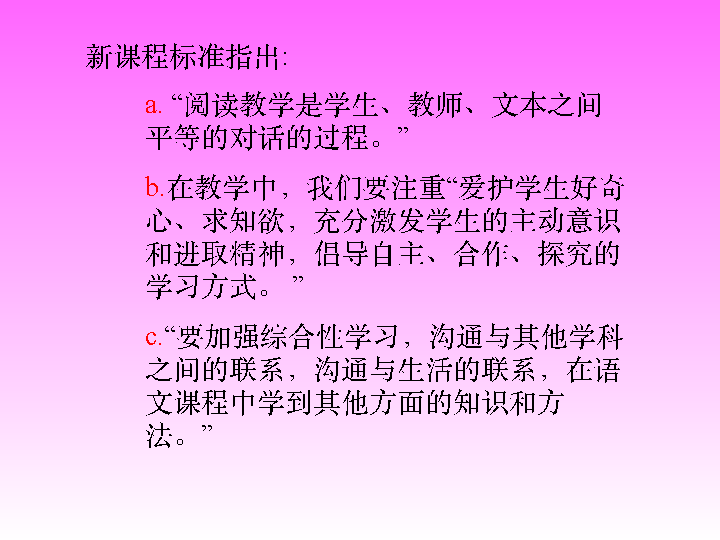 新课程标准指出:
a. “阅读教学是学生、教师、文本之间
平等的对话的过程。”
b.在教学中，我们要注重“爱护学生好奇
心、求知欲，充分激发学生的主动意识
和进取精神，倡导自主、合作、探究的
学习方式。 ”
c.“要加强综合性学习，沟通与其他学科
之间的联系，沟通与生活的联系，在语
文课程中学到其他方面的知识和方
法。”